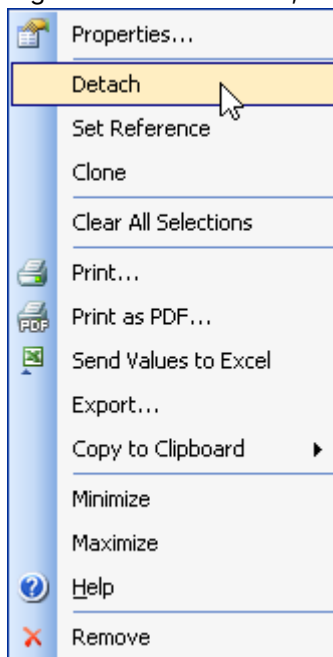 Properties...
Detach
Set Reference
Clone
Clear All Selections
Print...
PDF
Print as PDF...
Send Values to Excel
Export...
Copy to Clipboard
Minimize
Maximize
Help
Remove